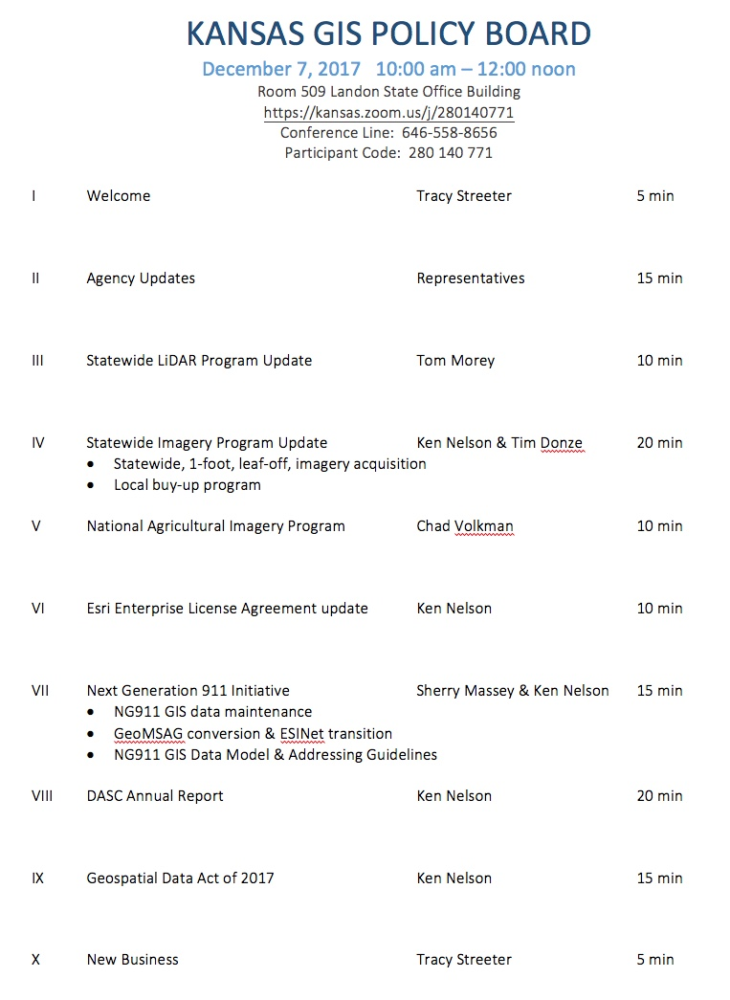 KANSAS GIS POLICY BOARD
December 7, 2017 10:00 am – 12:00 noon
Room 509 Landon State Office Building
https://kansas.zoom.us/j/280140771
Conference Line: 646-558-8656
Participant Code: 280 140 771
I Welcome Tracy Streeter 5 min
II Agency Updates Representatives 15 min
III Statewide LiDAR Program Update Tom Morey 10 min
IV Statewide Imagery Program Update Ken Nelson & Tim Donze 20 min
• Statewide, 1-foot, leaf-off, imagery acquisition
• Local buy-up program
V National Agricultural Imagery Program Chad Volkman 10 min
VI Esri Enterprise License Agreement update Ken Nelson 10 min
VII Next Generation 911 Initiative Sherry Massey & Ken Nelson 15 min
• NG911 GIS data maintenance
• GeoMSAG conversion & ESINet transition
• NG911 GIS Data Model & Addressing Guidelines
VIII DASC Annual Report Ken Nelson 20 min
IX Geospatial Data Act of 2017 Ken Nelson 15 min
X New Business Tracy Streeter 5 min